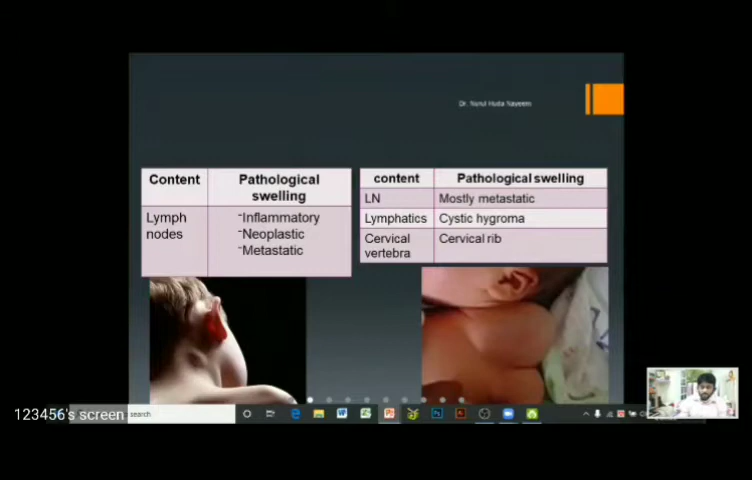 Dr. Nurul Huda Nayeem
Content Pathological swelling
Lymph nodes -Inflammatory
-Neoplastic
-Metastatic
content Pathological swelling
LN Mostly metastatic
Lymphatics Cystic hygroma
Cervical vertebra Cervical rib
123456's screen
search